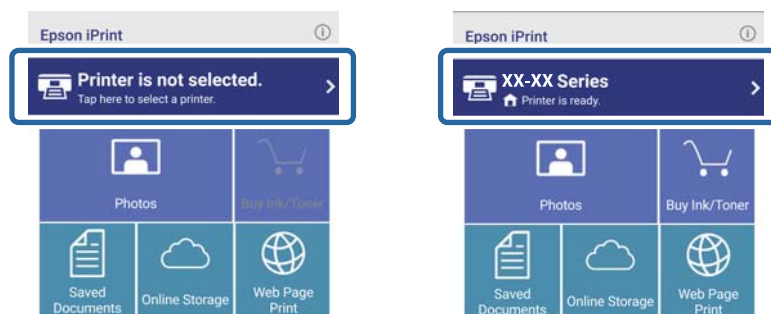 Epson iPrint
Printer is not selected.
Tap here to select a printer.
Photos
Buy Ink/Toner
Saved
Documents
Online Storage
Web Page
Print
Epson iPrint
XX-XX Series
Printer is ready.
Photos
Buy Ink/Toner
Saved
Documents
Online Storage
Web Page
Print